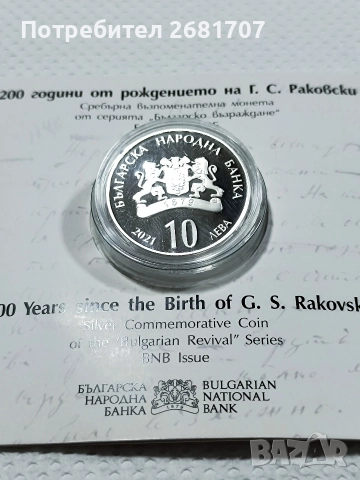 Потребител 2681707
200 години от рождението на Г. С. Раковски
Сребърна възпоменателна монета
от серията „Българско възраждане"
БЪЛГАРСКА НАРОДНА БАНКА
1879
2021 10 ЛЕВА
00 Years since the Birth of G. S. Rakovsk
Silver Commemorative Coin
of the "Bulgarian Revival" Series
BNB Issue
БЪЛГАРСКА
НАРОДНА
БАНКА
BULGARIAN
NATIONAL
BANK
BAZAR
bg